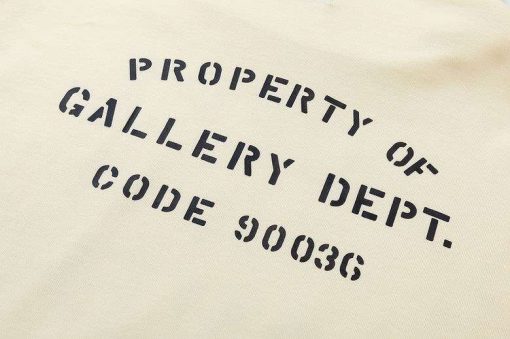 PROPERTY OF
GALLERY DEPT.
CODE 90036